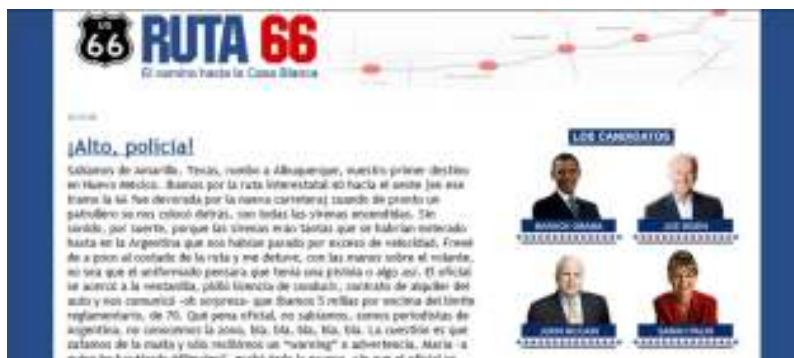 US
66 RUTA 66
El camino hacia la Casa Blanca
¡Alto, policía!
LOS CANDIDATOS
Salíamos de Amarillo, Texas, rumbo a Albuquerque, nuestro primer destino
en Nuevo México. Íbamos por la ruta interestatal 40 hacia el oeste (en ese
tramo la 66 fue devorada por la nueva carretera) cuando de pronto un
patrullero se nos colocó detrás, con todas las sirenas encendidas. Sin
sonido, por suerte, porque las sirenas eran tantas que se habrían enterado
hasta en la Argentina que nos habían parado por exceso de velocidad. Frené
de a poco al costado de la ruta y me detuve, con las manos sobre el volante,
no sea que el uniformado pensara que tenía una pistola o algo así. El oficial
se acercó a la ventanilla, pidió licencia de conducir, contrato de alquiler del
auto y nos comunicó -oh sorpresa- que íbamos 5 millas por encima del límite
reglamentario, de 70. Qué pena oficial, no sabíamos, somos periodistas de
Argentina, no conocemos la zona, bla, bla, bla, bla, bla. La cuestión es que
zafamos de la multa y sólo recibimos un "warning" o advertencia. María -a
BARACK OBAMA
JOE BIDEN
JOHN MCCAIN
SARAH PALIN